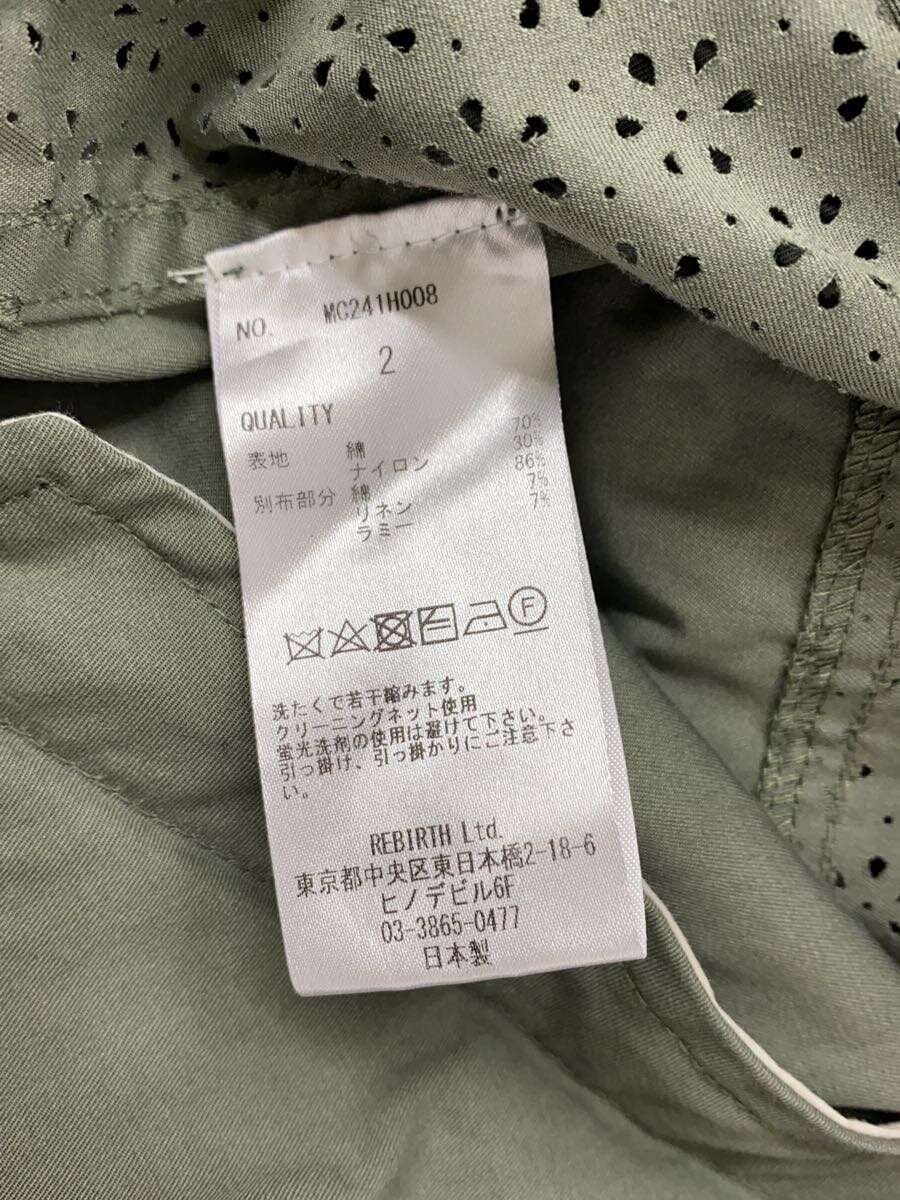 NO. MC241H008
2
QUALITY
表地 綿 70%
ナイロン 30%
別布部分 綿 86%
リネン 7%
ラミー 7%
F
洗たくで若干縮みます。
クリーニングネット使用
蛍光洗剤の使用は避けて下さい。
引っ掛け、引っ掛かりにご注意下さ
い。
REBIRTH Ltd.
東京都中央区東日本橋2-18-6
ヒノデビル6F
03-3865-0477
日本製